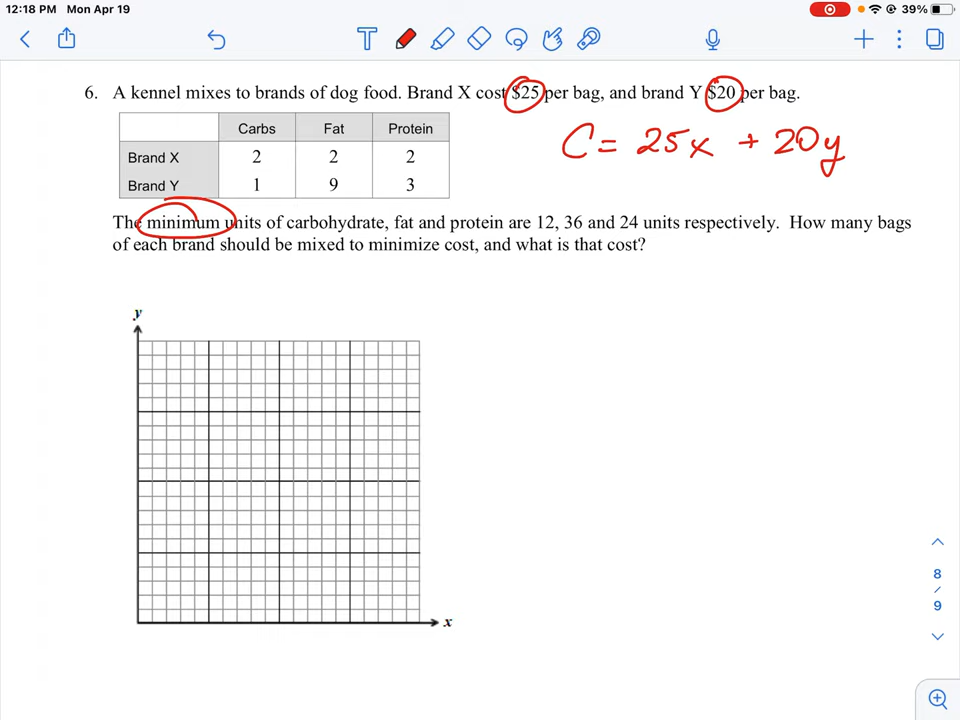 12:18 PM Mon Apr 19 39%
6. A kennel mixes to brands of dog food. Brand X cost $25 per bag, and brand Y $20 per bag.
C = 25x + 20y
Carbs Fat Protein
Brand X 2 2 2
Brand Y 1 9 3
The minimum units of carbohydrate, fat and protein are 12, 36 and 24 units respectively. How many bags
of each brand should be mixed to minimize cost, and what is that cost?
y
x
8
/
9